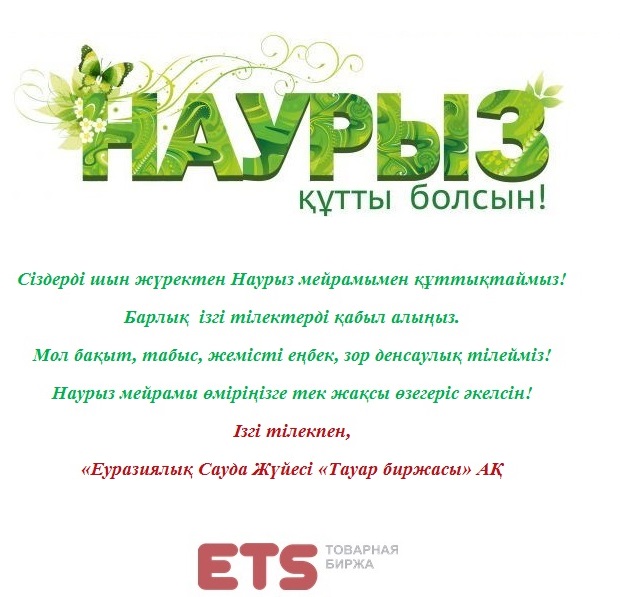 НАУРЫЗ
құтты болсын!
Сіздерді шын жүректен Наурыз мейрамымен құттықтаймыз!
Барлық ізгі тілектерді қабыл алыңыз.
Мол бақыт, табыс, жемісті еңбек, зор денсаулық тілейміз!
Наурыз мейрамы өміріңізге тек жақсы өзегеріс әкелсін!
Ізгі тілекпен,
«Еуразиялық Сауда Жүйесі «Тауар биржасы» АҚ
ETS ТОВАРНАЯ
БИРЖА